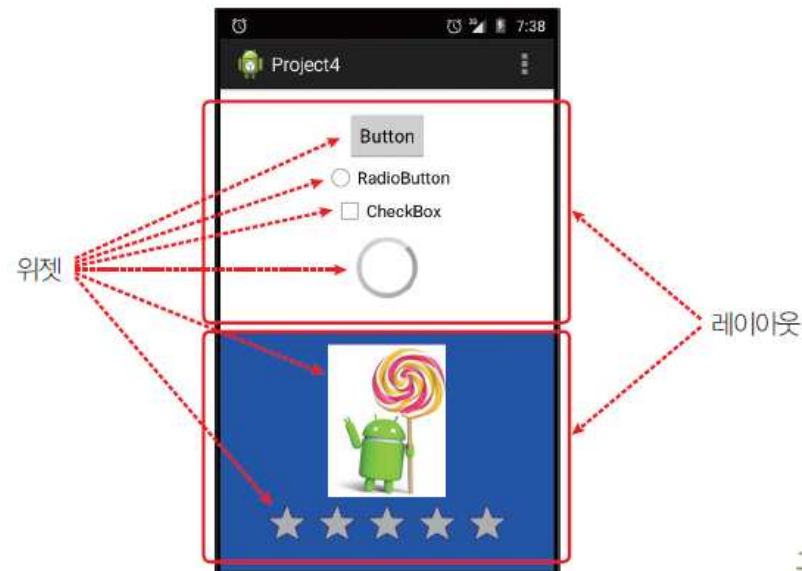 7:38
Project4
Button
RadioButton
CheckBox
위젯
레이아웃